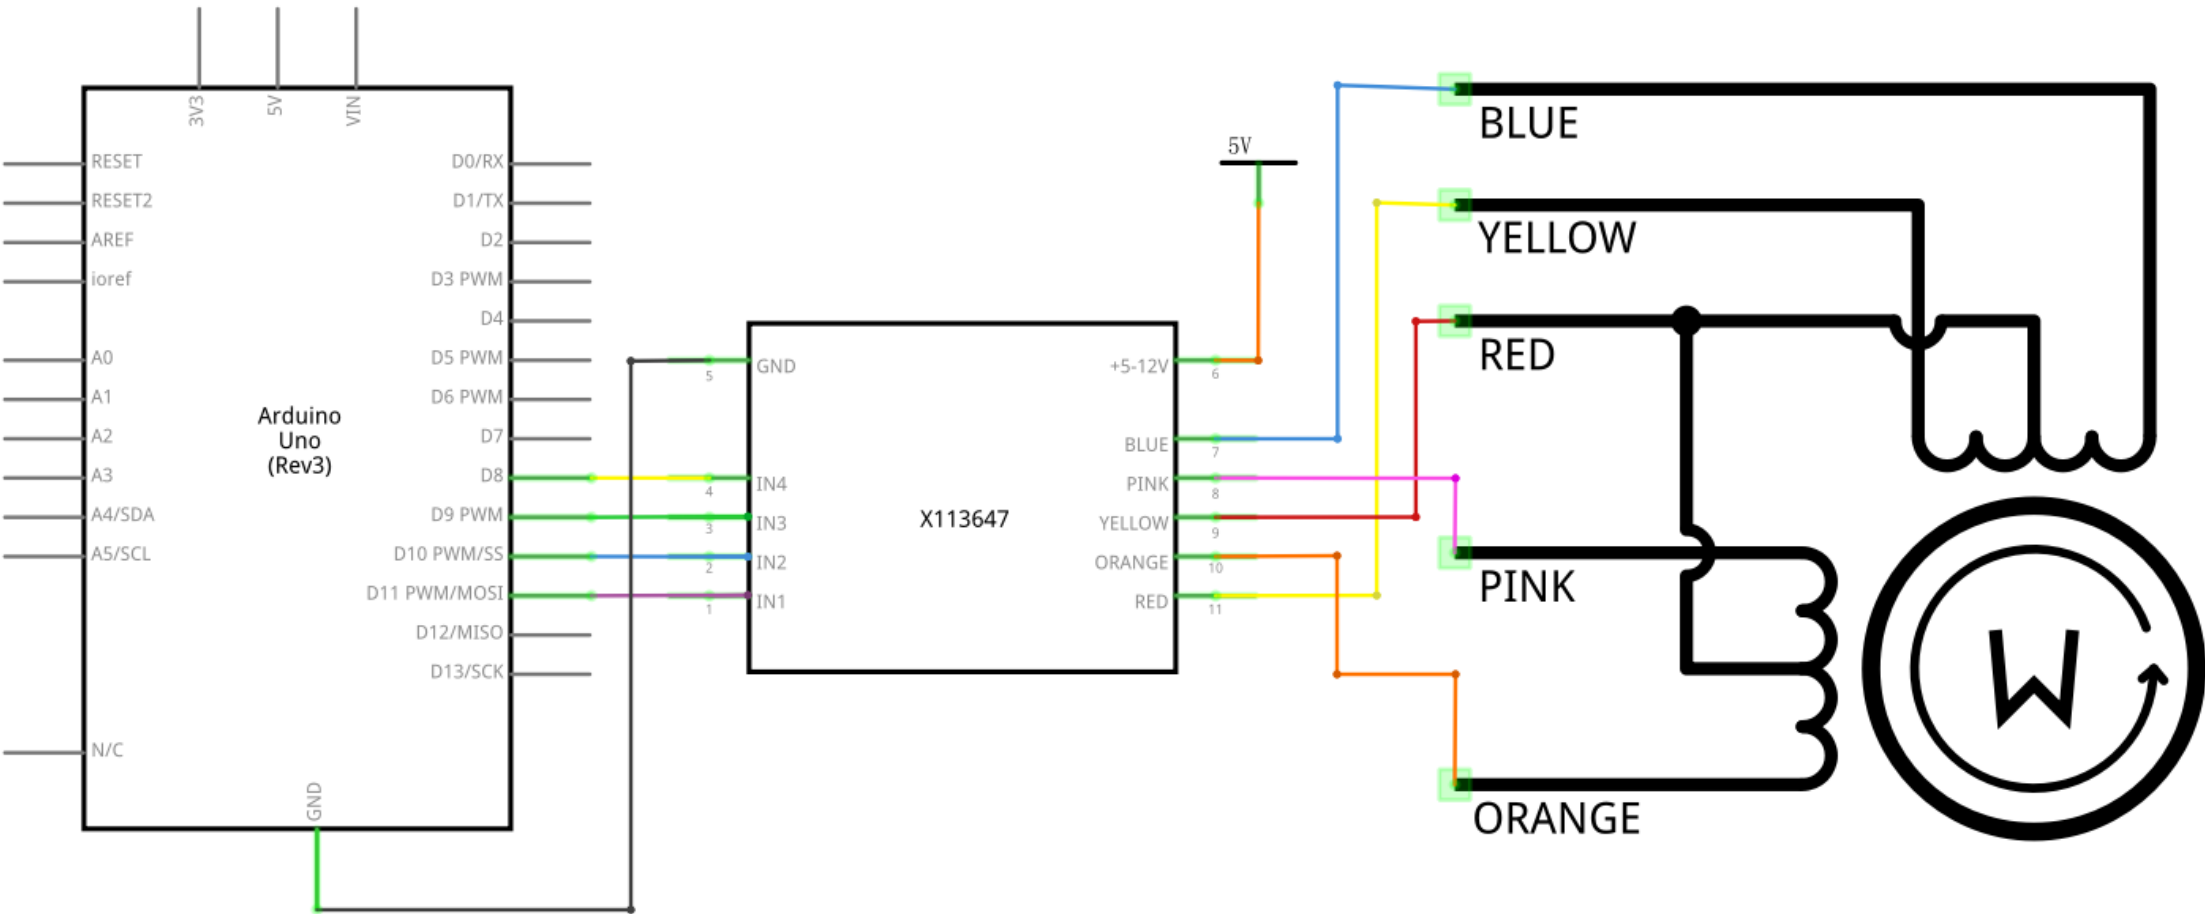 3V3
5V
VIN
RESET
RESET2
AREF
ioref
A0
A1
A2
A3
A4/SDA
A5/SCL
N/C
Arduino
Uno
(Rev3)
D0/RX
D1/TX
D2
D3 PWM
D4
D5 PWM
D6 PWM
D7
D8
D9 PWM
D10 PWM/SS
D11 PWM/MOSI
D12/MISO
D13/SCK
GND
5
4
3
2
1
GND
IN4
IN3
IN2
IN1
X113647
+5-12V
BLUE
PINK
YELLOW
ORANGE
RED
6
7
8
9
10
11
5V
BLUE
YELLOW
RED
PINK
ORANGE
W